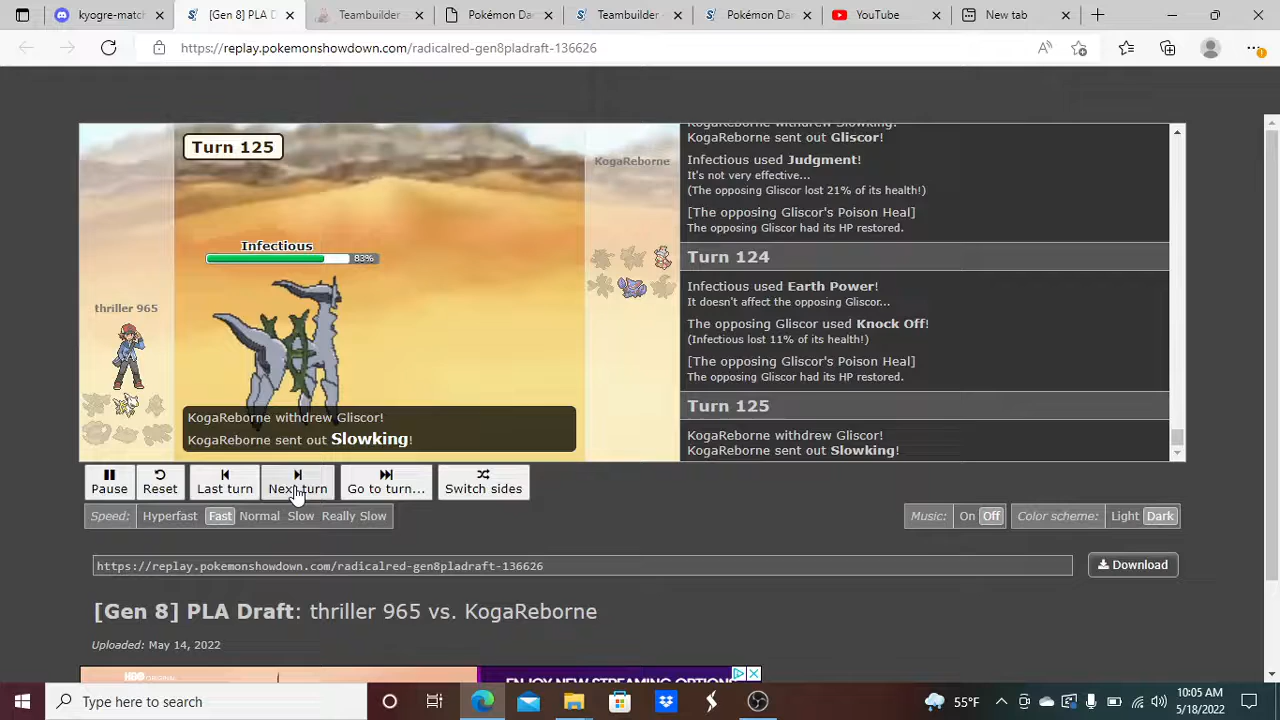 kyogre-match
[Gen 8] PLA D
Teambuilder
Pokémon Dac
Teambuilder -
Pokémon Da
YouTube
New tab
https://replay.pokemonshowdown.com/radicalred-gen8pladraft-136626
Turn 125
KogaReborne
Infectious
83%
thriller 965
KogaReborne withdrew Gliscor!
KogaReborne sent out Slowking!
KogaReborne sent out Gliscor!
Infectious used Judgment!
It's not very effective...
(The opposing Gliscor lost 21% of its health!)
[The opposing Gliscor's Poison Heal]
The opposing Gliscor had its HP restored.
Turn 124
Infectious used Earth Power!
It doesn't affect the opposing Gliscor...
The opposing Gliscor used Knock Off!
(Infectious lost 11% of its health!)
[The opposing Gliscor's Poison Heal]
The opposing Gliscor had its HP restored.
Turn 125
KogaReborne withdrew Gliscor!
KogaReborne sent out Slowking!
Pause Reset Last turn Next turn Go to turn... Switch sides
Speed: Hyperfast Fast Normal Slow Really Slow
Music: On Off Color scheme: Light Dark
https://replay.pokemonshowdown.com/radicalred-gen8pladraft-136626
Download
[Gen 8] PLA Draft: thriller 965 vs. KogaReborne
Uploaded: May 14, 2022
HBO ORIGINAL
ENJOY NEW STREAMING OFFERS
Type here to search
55°F
10:05 AM
5/18/2022